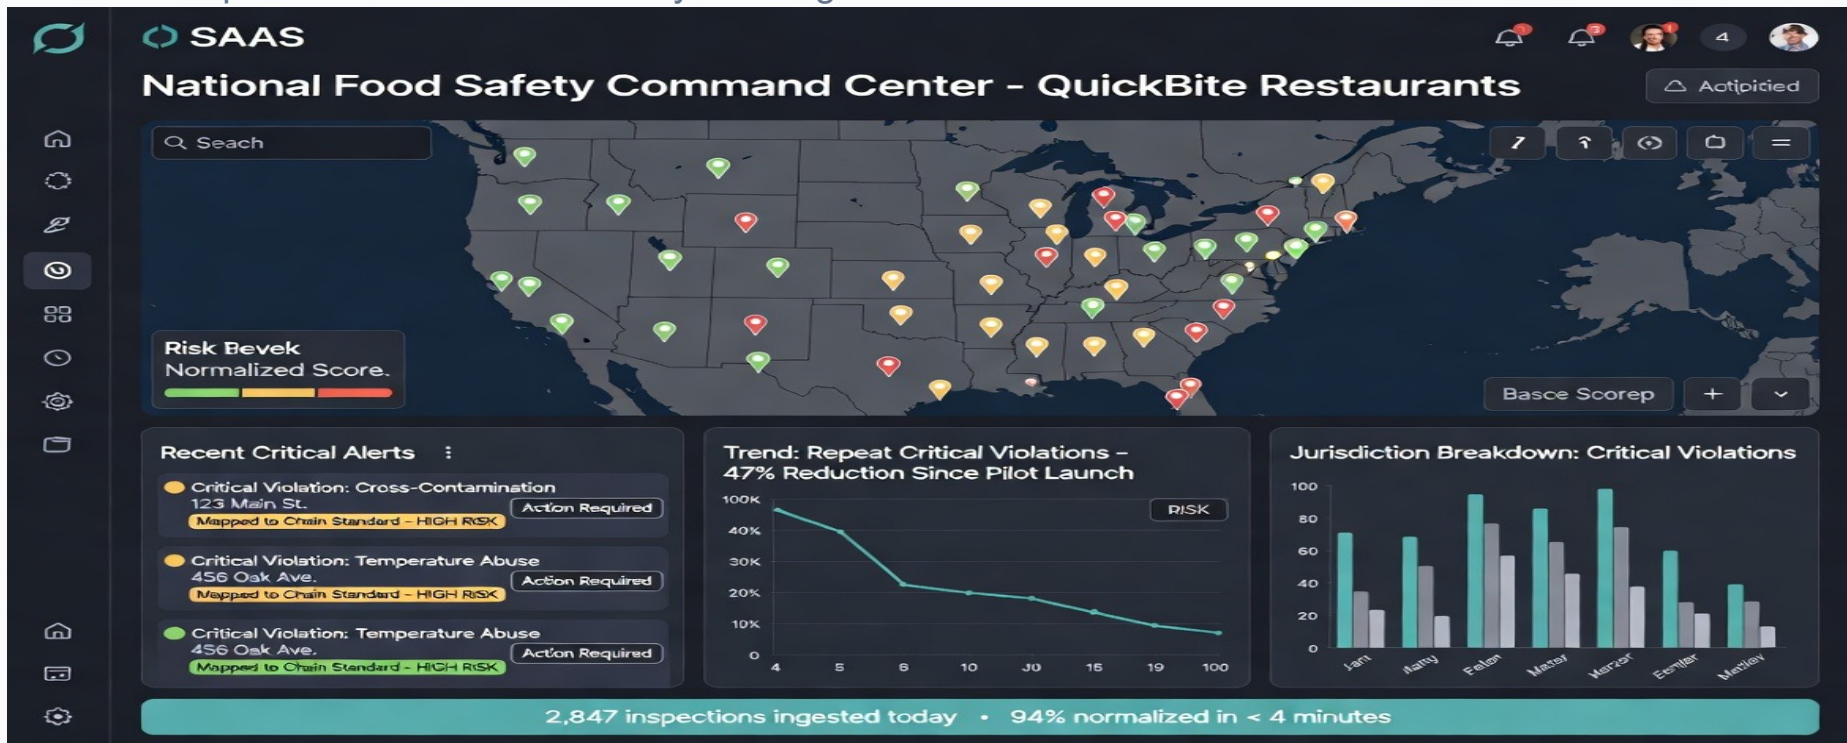 SAAS
4
National Food Safety Command Center - QuickBite Restaurants
Seach
Risk Bevek
Normalized Score.
Basce Scorep
Recent Critical Alerts
Critical Violation: Cross-Contamination
123 Main St.
Action Required
Mapped to Chain Standard - HIGH RISK
Critical Violation: Temperature Abuse
456 Oak Ave.
Action Required
Mapped to Chain Standard - HIGH RISK
Critical Violation: Temperature Abuse
456 Oak Ave.
Action Required
Mapped to Chain Standard - HIGH RISK
Trend: Repeat Critical Violations -
47% Reduction Since Pilot Launch
RISK
100K
40%
30K
20%
10%
0
4 5 6 10 30 15 19 100
Jurisdiction Breakdown: Critical Violations
100
80
60
40
20
0
2,847 inspections ingested today • 94% normalized in < 4 minutes